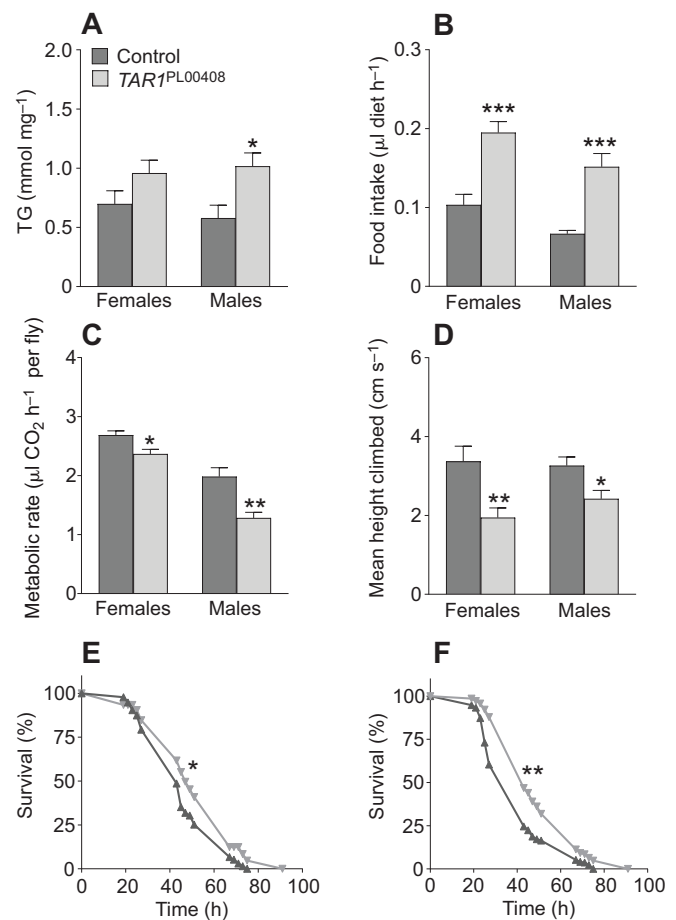 A
2.0
1.5
1.0
0.5
0
TG (mmol mg⁻¹)
Control
TAR1ᴾᴸ⁰⁰⁴⁰⁸
*
Females Males
B
0.3
0.2
0.1
0
Food intake (μl diet h⁻¹)
*** ***
Females Males
C
4
3
2
1
0
Metabolic rate (μl CO₂ h⁻¹ per fly)
* **
Females Males
D
6
4
2
0
Mean height climbed (cm s⁻¹)
** *
Females Males
E
100
75
50
25
0
Survival (%)
*
0 20 40 60 80 100
Time (h)
F
100
75
50
25
0
Survival (%)
**
0 20 40 60 80 100
Time (h)